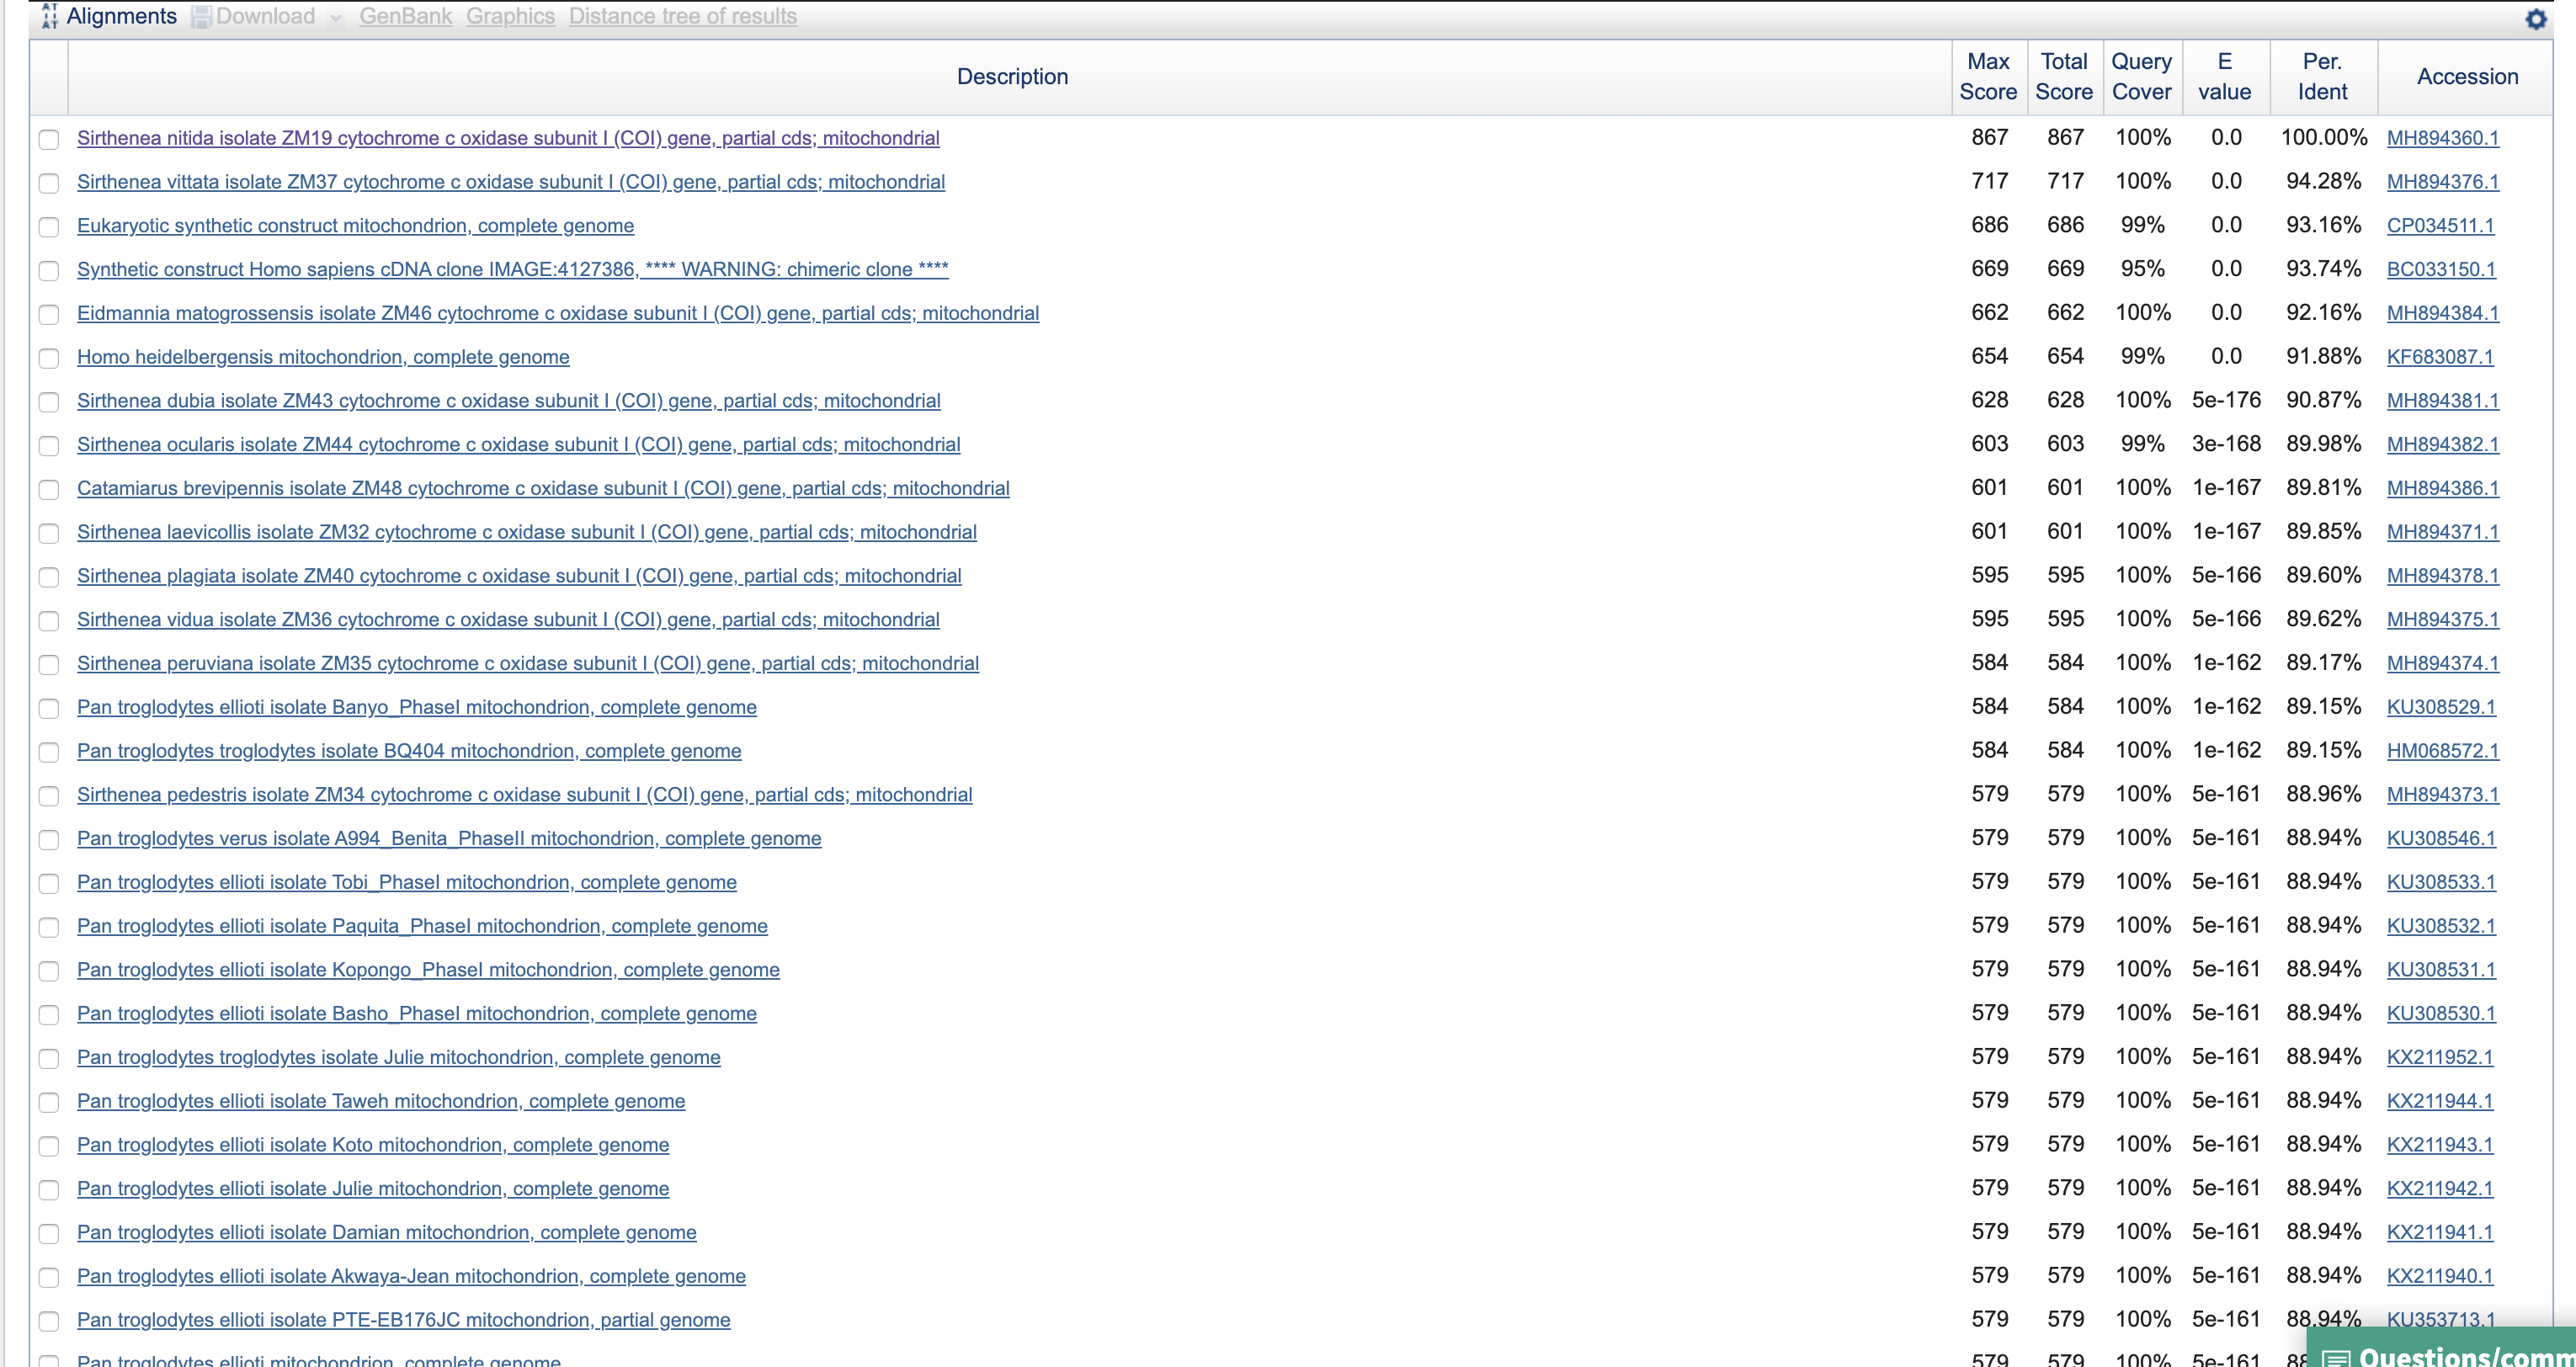 Alignments Download GenBank Graphics Distance tree of results
Description Max Score Total Score Query Cover E value Per. Ident Accession
Sirthenea nitida isolate ZM19 cytochrome c oxidase subunit I (COI) gene, partial cds; mitochondrial 867 867 100% 0.0 100.00% MH894360.1
Sirthenea vittata isolate ZM37 cytochrome c oxidase subunit I (COI) gene, partial cds; mitochondrial 717 717 100% 0.0 94.28% MH894376.1
Eukaryotic synthetic construct mitochondrion, complete genome 686 686 99% 0.0 93.16% CP034511.1
Synthetic construct Homo sapiens cDNA clone IMAGE:4127386, **** WARNING: chimeric clone **** 669 669 95% 0.0 93.74% BC033150.1
Eidmannia matogrossensis isolate ZM46 cytochrome c oxidase subunit I (COI) gene, partial cds; mitochondrial 662 662 100% 0.0 92.16% MH894384.1
Homo heidelbergensis mitochondrion, complete genome 654 654 99% 0.0 91.88% KF683087.1
Sirthenea dubia isolate ZM43 cytochrome c oxidase subunit I (COI) gene, partial cds; mitochondrial 628 628 100% 5e-176 90.87% MH894381.1
Sirthenea ocularis isolate ZM44 cytochrome c oxidase subunit I (COI) gene, partial cds; mitochondrial 603 603 99% 3e-168 89.98% MH894382.1
Catamiarus brevipennis isolate ZM48 cytochrome c oxidase subunit I (COI) gene, partial cds; mitochondrial 601 601 100% 1e-167 89.81% MH894386.1
Sirthenea laevicollis isolate ZM32 cytochrome c oxidase subunit I (COI) gene, partial cds; mitochondrial 601 601 100% 1e-167 89.85% MH894371.1
Sirthenea plagiata isolate ZM40 cytochrome c oxidase subunit I (COI) gene, partial cds; mitochondrial 595 595 100% 5e-166 89.60% MH894378.1
Sirthenea vidua isolate ZM36 cytochrome c oxidase subunit I (COI) gene, partial cds; mitochondrial 595 595 100% 5e-166 89.62% MH894375.1
Sirthenea peruviana isolate ZM35 cytochrome c oxidase subunit I (COI) gene, partial cds; mitochondrial 584 584 100% 1e-162 89.17% MH894374.1
Pan troglodytes ellioti isolate Banyo_PhaseI mitochondrion, complete genome 584 584 100% 1e-162 89.15% KU308529.1
Pan troglodytes troglodytes isolate BQ404 mitochondrion, complete genome 584 584 100% 1e-162 89.15% HM068572.1
Sirthenea pedestris isolate ZM34 cytochrome c oxidase subunit I (COI) gene, partial cds; mitochondrial 579 579 100% 5e-161 88.96% MH894373.1
Pan troglodytes verus isolate A994_Benita_PhaseII mitochondrion, complete genome 579 579 100% 5e-161 88.94% KU308546.1
Pan troglodytes ellioti isolate Tobi_PhaseI mitochondrion, complete genome 579 579 100% 5e-161 88.94% KU308533.1
Pan troglodytes ellioti isolate Paquita_PhaseI mitochondrion, complete genome 579 579 100% 5e-161 88.94% KU308532.1
Pan troglodytes ellioti isolate Kopongo_PhaseI mitochondrion, complete genome 579 579 100% 5e-161 88.94% KU308531.1
Pan troglodytes ellioti isolate Basho_PhaseI mitochondrion, complete genome 579 579 100% 5e-161 88.94% KU308530.1
Pan troglodytes troglodytes isolate Julie mitochondrion, complete genome 579 579 100% 5e-161 88.94% KX211952.1
Pan troglodytes ellioti isolate Taweh mitochondrion, complete genome 579 579 100% 5e-161 88.94% KX211944.1
Pan troglodytes ellioti isolate Koto mitochondrion, complete genome 579 579 100% 5e-161 88.94% KX211943.1
Pan troglodytes ellioti isolate Julie mitochondrion, complete genome 579 579 100% 5e-161 88.94% KX211942.1
Pan troglodytes ellioti isolate Damian mitochondrion, complete genome 579 579 100% 5e-161 88.94% KX211941.1
Pan troglodytes ellioti isolate Akwaya-Jean mitochondrion, complete genome 579 579 100% 5e-161 88.94% KX211940.1
Pan troglodytes ellioti isolate PTE-EB176JC mitochondrion, partial genome 579 579 100% 5e-161 88.94% KU353713.1
Pan troglodytes ellioti mitochondrion, complete genome 579 579 100% 5e-161 88
Questions/comm